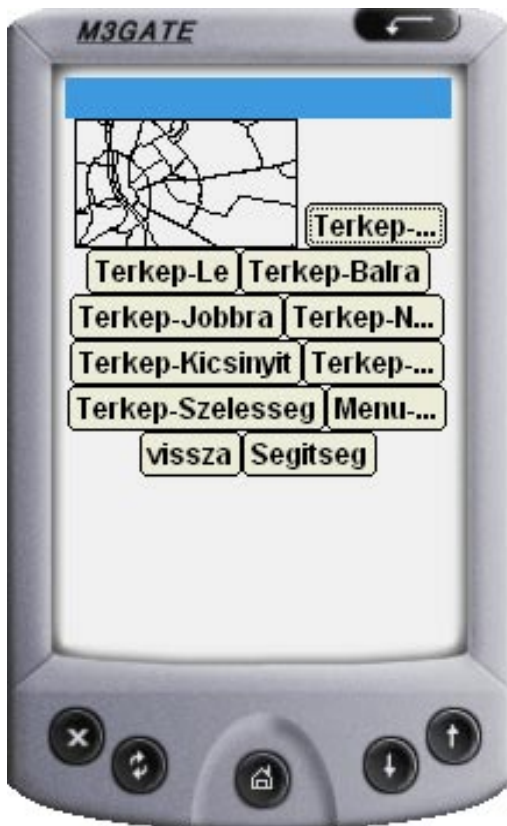 M3GATE
Terkep-...
Terkep-Le Terkep-Balra
Terkep-Jobbra Terkep-N...
Terkep-Kicsinyit Terkep-...
Terkep-Szelesseg Menu-...
vissza Segitseg